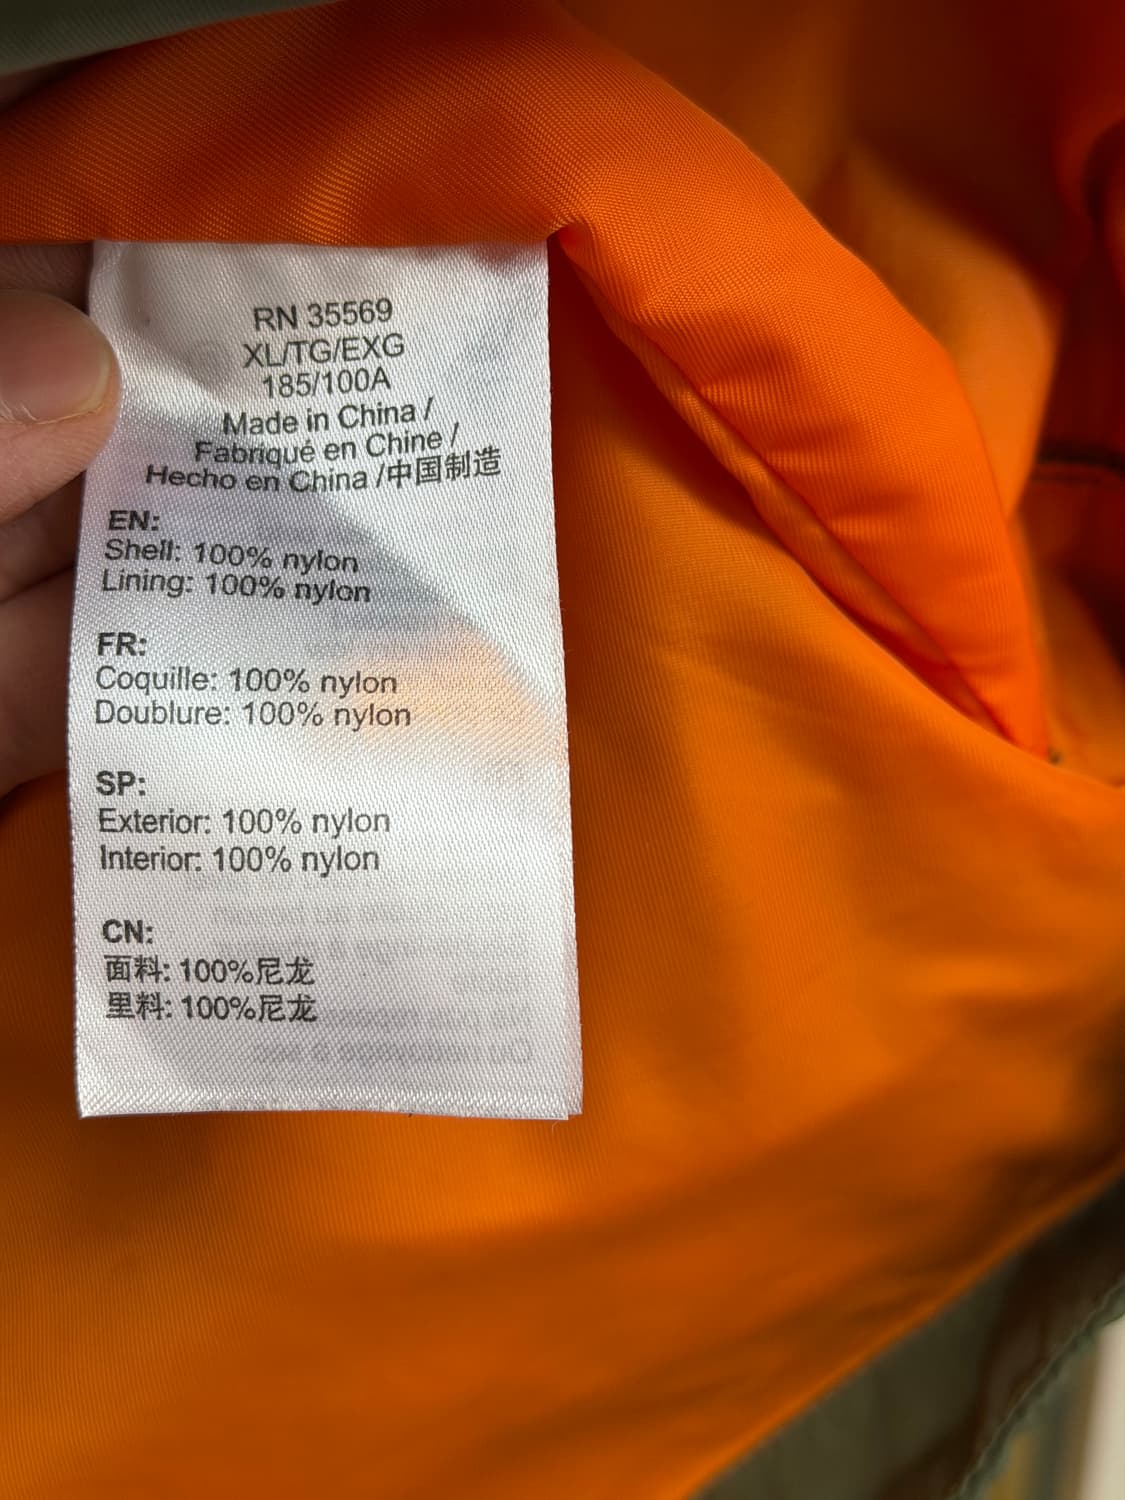 RN 35569
XL/TG/EXG
185/100A
Made in China /
Fabriqué en Chine /
Hecho en China /中国制造
EN:
Shell: 100% nylon
Lining: 100% nylon
FR:
Coquille: 100% nylon
Doublure: 100% nylon
SP:
Exterior: 100% nylon
Interior: 100% nylon
CN:
面料: 100%尼龙
里料: 100%尼龙